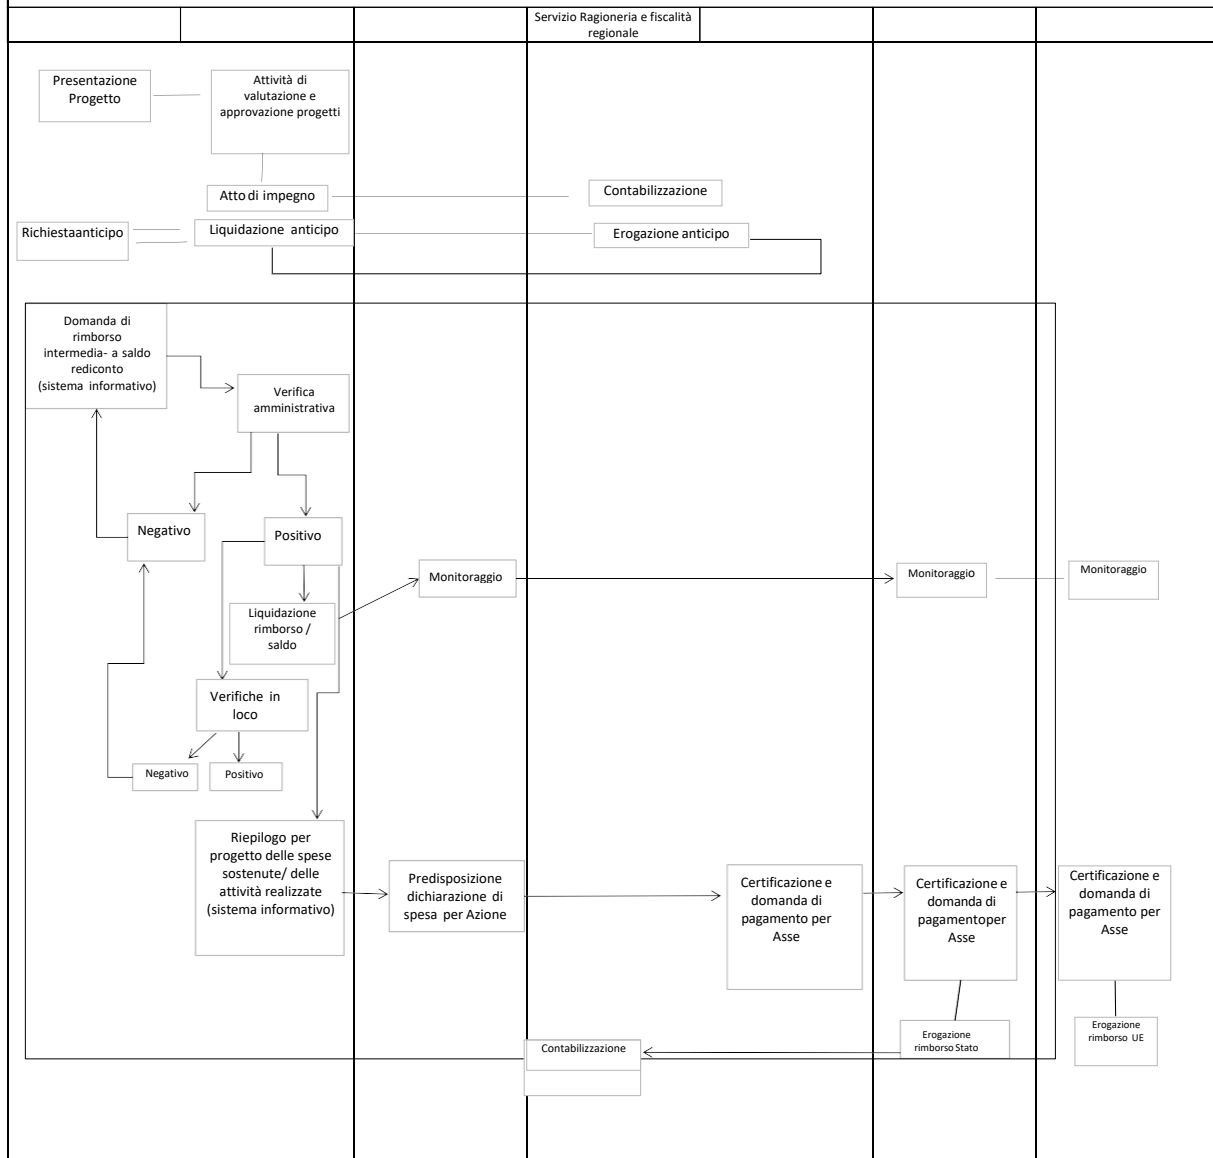 Servizio Ragioneria e fiscalità
regionale
Presentazione
Progetto
Attività di
valutazione e
approvazione progetti
Atto di impegno
Contabilizzazione
Richiestaanticipo
Liquidazione anticipo
Erogazione anticipo
Domanda di
rimborso
intermedia- a saldo
rediconto
(sistema informativo)
Verifica
amministrativa
Negativo
Positivo
Monitoraggio
Monitoraggio
Monitoraggio
Liquidazione
rimborso /
saldo
Verifiche in
loco
Negativo
Positivo
Riepilogo per
progetto delle spese
sostenute/ delle
attività realizzate
(sistema informativo)
Predisposizione
dichiarazione di
spesa per Azione
Certificazione e
domanda di
pagamento per
Asse
Certificazione e
domanda di
pagamentoper
Asse
Certificazione e
domanda di
pagamento per
Asse
Erogazione
rimborso Stato
Erogazione
rimborso UE
Contabilizzazione